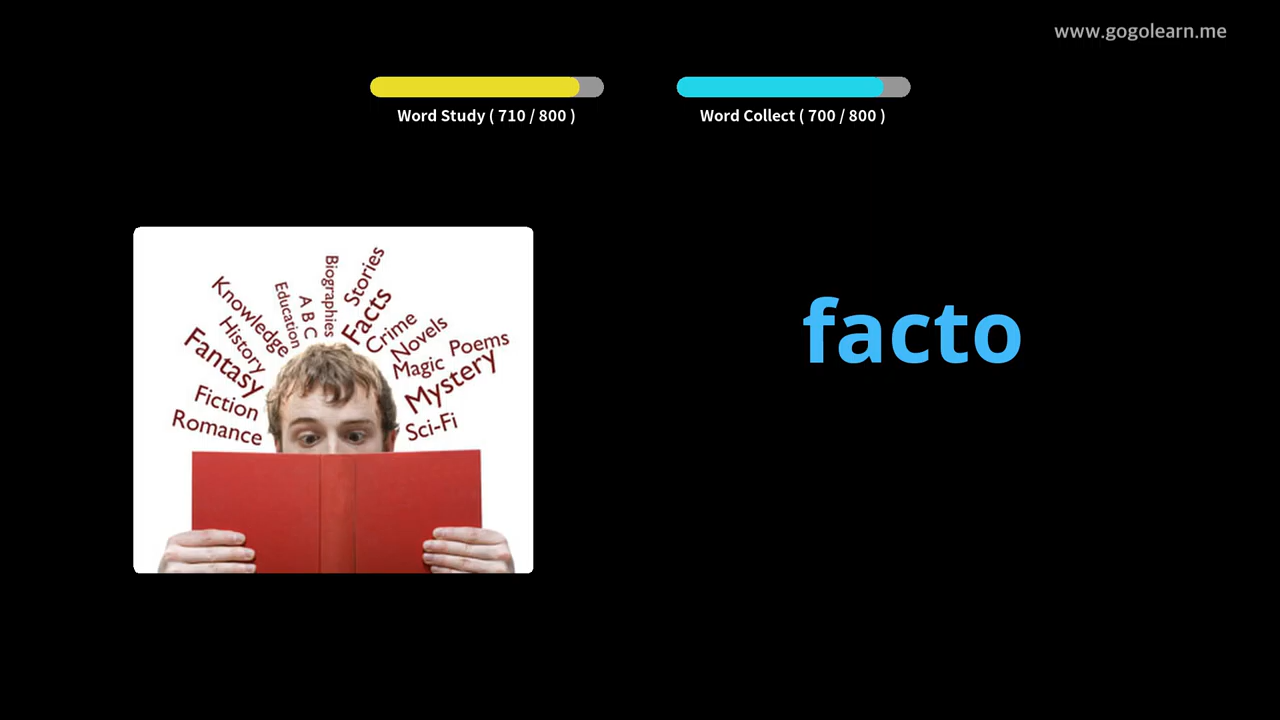 www.gogolearn.me
Word Study ( 710 / 800 )
Word Collect ( 700 / 800 )
Romance
Fiction
Fantasy
History
Knowledge
Education
A B C
Biographies
Stories
Facts
Crime
Novels
Magic
Poems
Mystery
Sci-Fi
facto